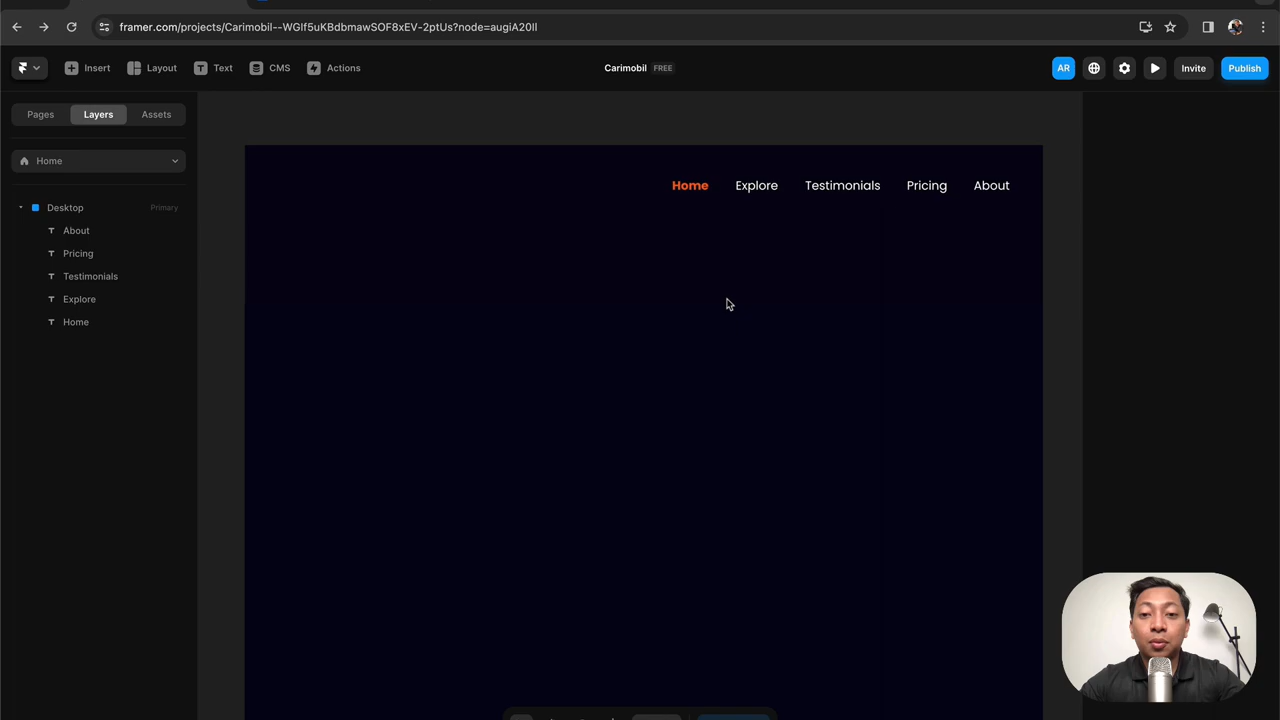 framer.com/projects/Carimobil--WGlf5uKBdbmawSOF8xEV-2ptUs?node=augiA20Il
Insert Layout Text CMS Actions Carimobil FREE AR Invite Publish
Pages Layers Assets
Home
Desktop Primary
About
Pricing
Testimonials
Explore
Home
Home Explore Testimonials Pricing About